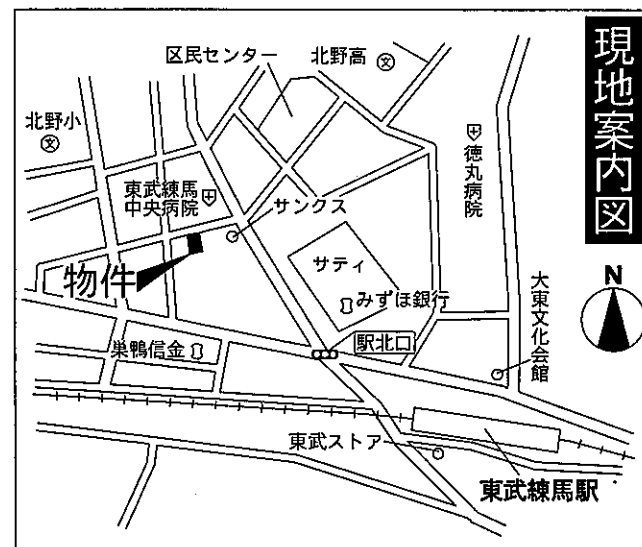 現地案内図
N
区民センター
北野高
北野小
徳丸病院
東武練馬
中央病院
サンクス
サティ
物件
みずほ銀行
大東文化会館
巣鴨信金
駅北口
東武ストア
東武練馬駅